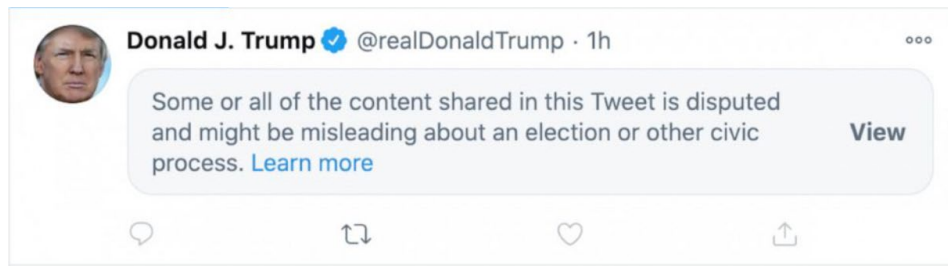 Donald J. Trump @realDonaldTrump · 1h
Some or all of the content shared in this Tweet is disputed
and might be misleading about an election or other civic View
process. Learn more